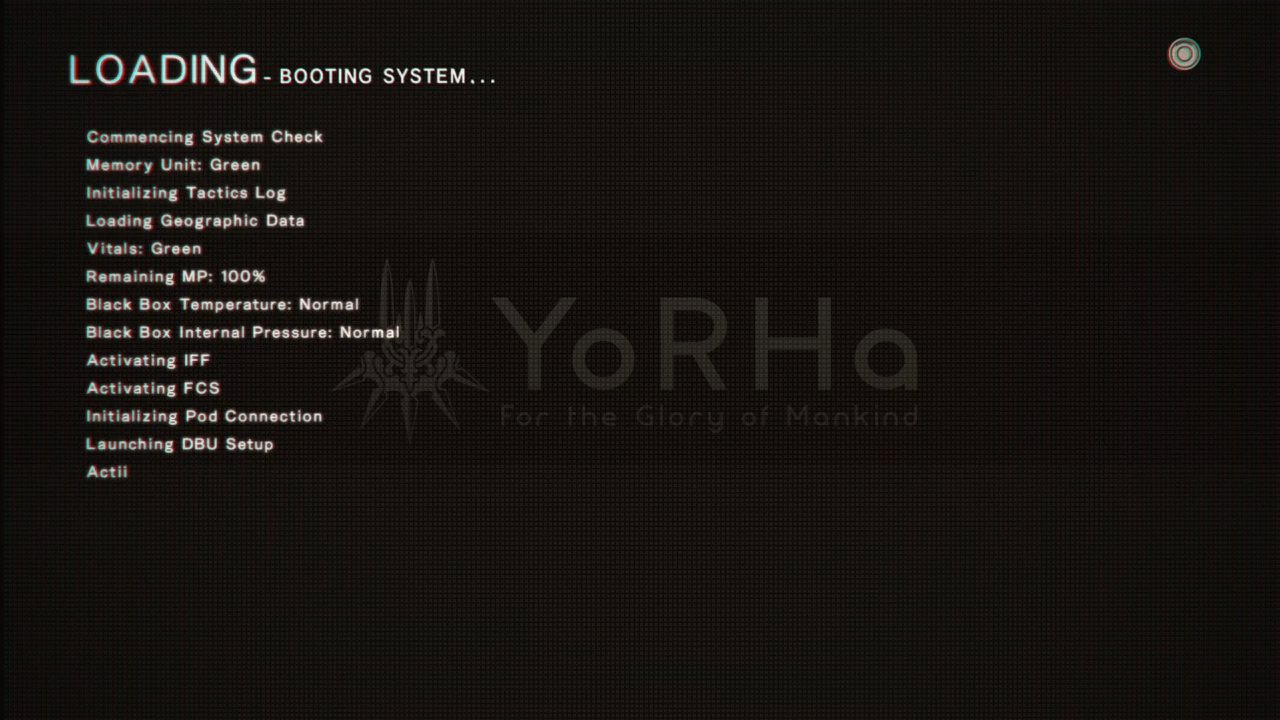 LOADING - BOOTING SYSTEM...
Commencing System Check
Memory Unit: Green
Initializing Tactics Log
Loading Geographic Data
Vitals: Green
Remaining MP: 100%
Black Box Temperature: Normal
Black Box Internal Pressure: Normal
Activating IFF
Activating FCS
Initializing Pod Connection
Launching DBU Setup
Actii
YoRHa
For the Glory of Mankind